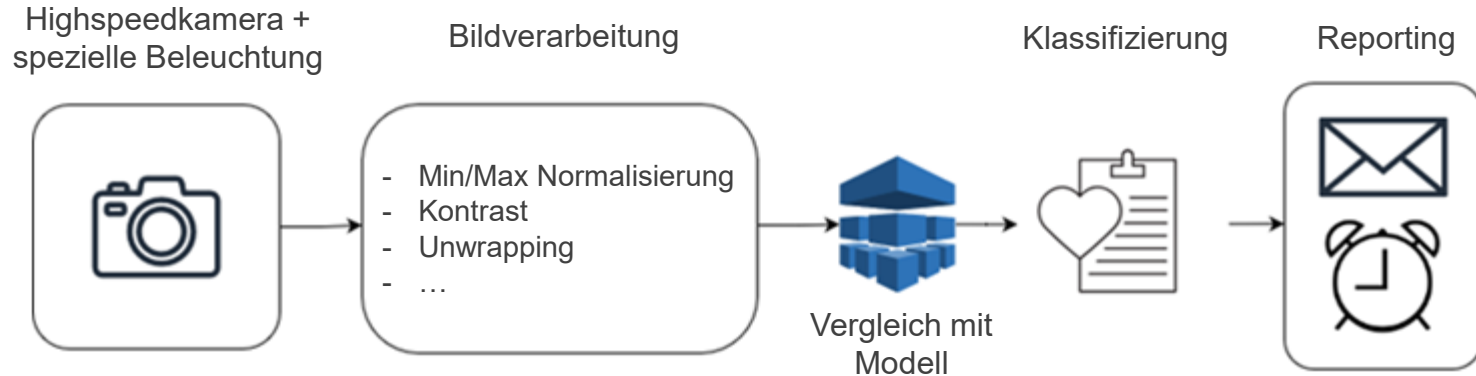 Highspeedkamera +
spezielle Beleuchtung
Bildverarbeitung
- Min/Max Normalisierung
- Kontrast
- Unwrapping
- …
Vergleich mit
Modell
Klassifizierung
Reporting